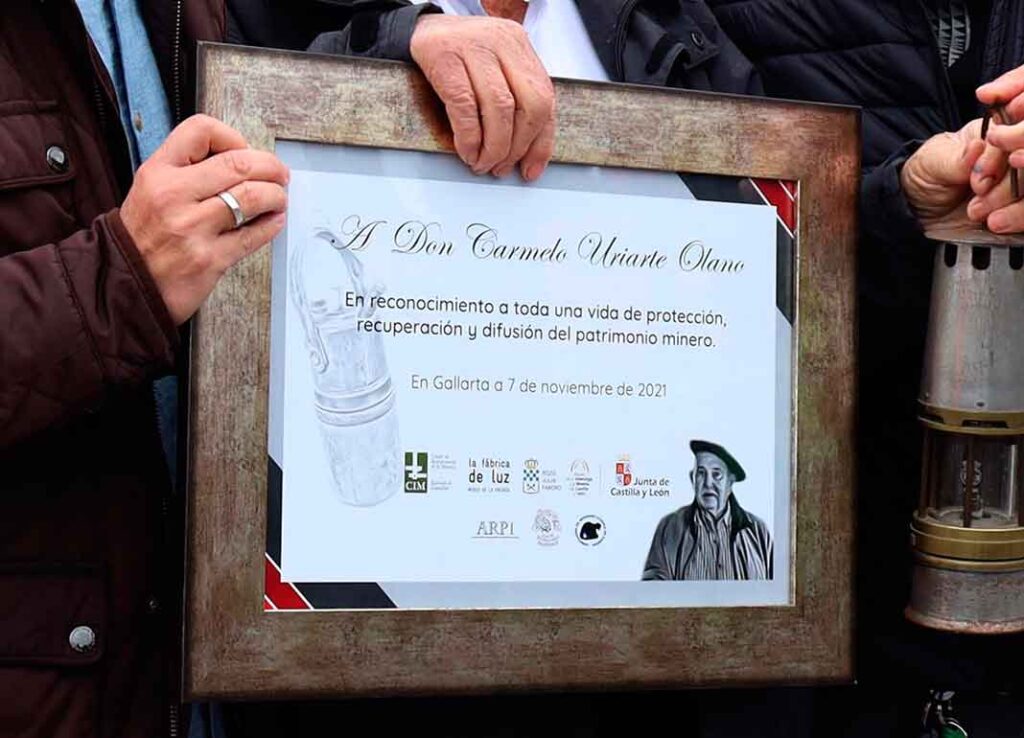 A Don Carmelo Uriarte Olano
En reconocimiento a toda una vida de protección,
recuperación y difusión del patrimonio minero.
En Gallarta a 7 de noviembre de 2021
CIM
la fábrica
de luz
Junta de
Castilla y León
ARPI